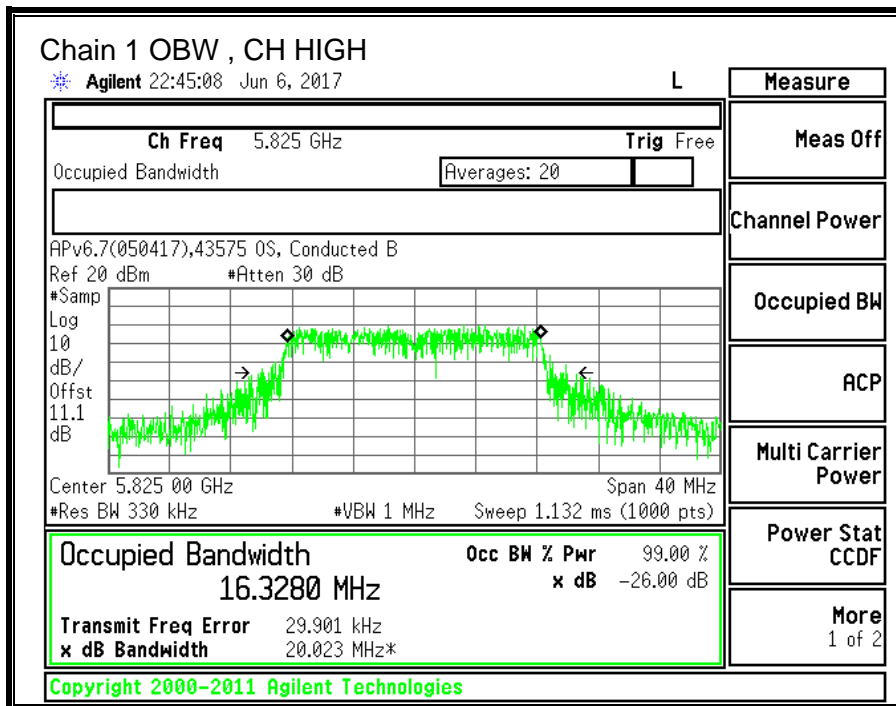 Chain 1 OBW , CH HIGH
Agilent 22:45:08 Jun 6, 2017 L
Measure
Ch Freq 5.825 GHz Trig Free
Meas Off
Occupied Bandwidth Averages: 20
Channel Power
APv6.7(050417),43575 OS, Conducted B
Ref 20 dBm #Atten 30 dB
#Samp
Log
10
dB/
Offst
11.1
dB
Occupied BW
ACP
Multi Carrier
Power
Center 5.825 00 GHz Span 40 MHz
#Res BW 330 kHz #VBW 1 MHz Sweep 1.132 ms (1000 pts)
Occupied Bandwidth Occ BW % Pwr 99.00 %
16.3280 MHz x dB -26.00 dB
Power Stat
CCDF
Transmit Freq Error 29.901 kHz
x dB Bandwidth 20.023 MHz*
More
1 of 2
Copyright 2000-2011 Agilent Technologies